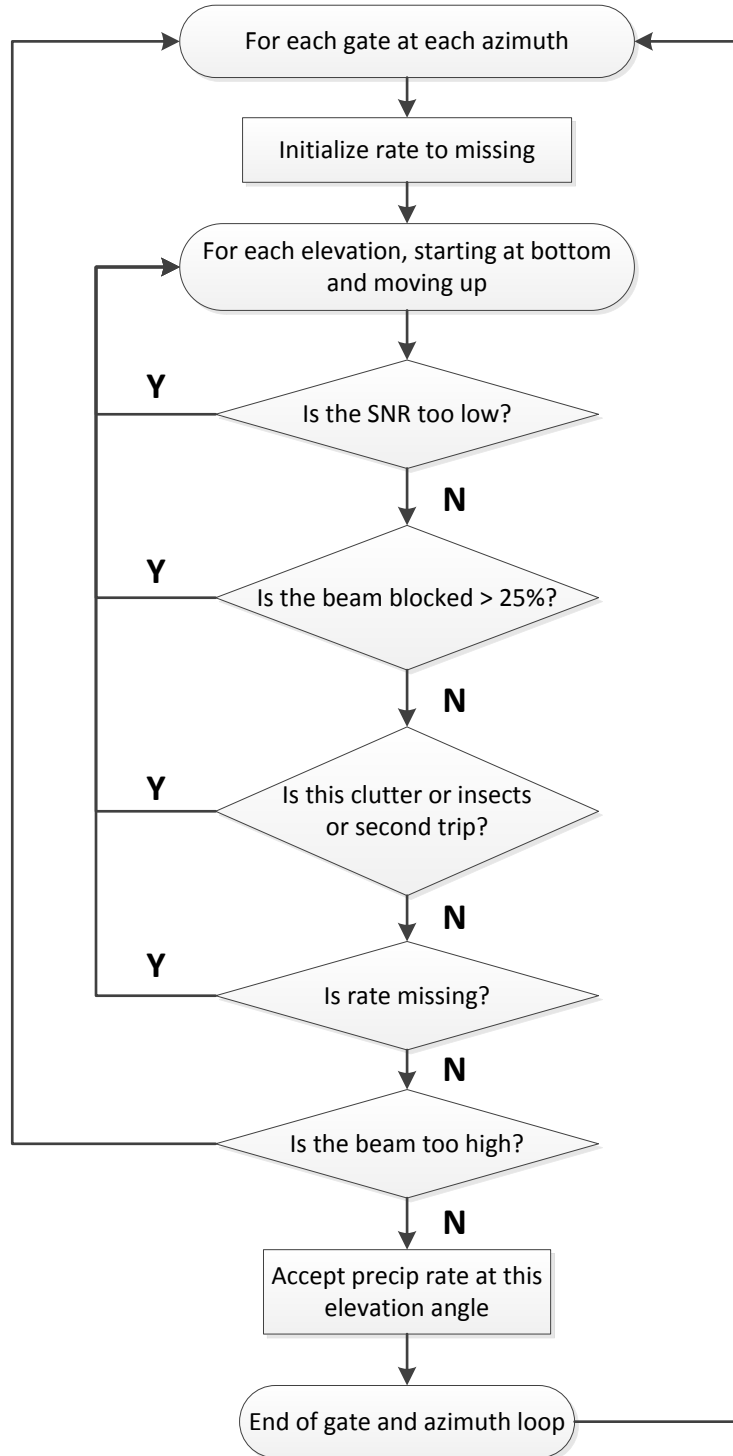 For each gate at each azimuth
Initialize rate to missing
For each elevation, starting at bottom
and moving up
Y
Is the SNR too low?
N
Y
Is the beam blocked > 25%?
N
Y
Is this clutter or insects
or second trip?
N
Y
Is rate missing?
N
Is the beam too high?
N
Accept precip rate at this
elevation angle
End of gate and azimuth loop